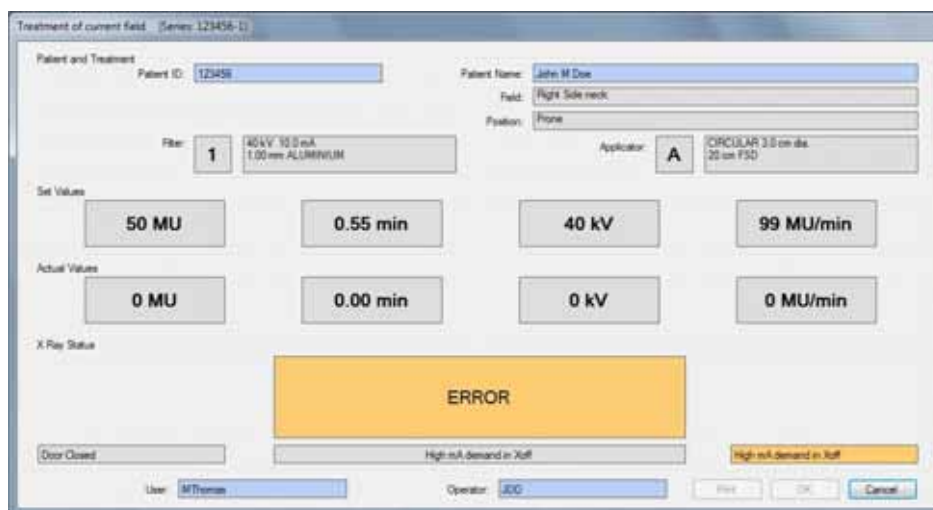 Treatment of current field (Series: 123456-1)
Patient and Treatment
Patient ID: 123456
Patient Name: John M Doe
Field: Right Side neck
Position: Prone
Filter: 1 40 kV 10.0 mA
1.00 mm ALUMINIUM
Applicator: A CIRCULAR 3.0 cm dia.
20 cm FSD
Set Values
50 MU 0.55 min 40 kV 99 MU/min
Actual Values
0 MU 0.00 min 0 kV 0 MU/min
X Ray Status
ERROR
Door Closed High mA demand in Xoff High mA demand in Xoff
User: MThomas Operator: JDO Print OK Cancel